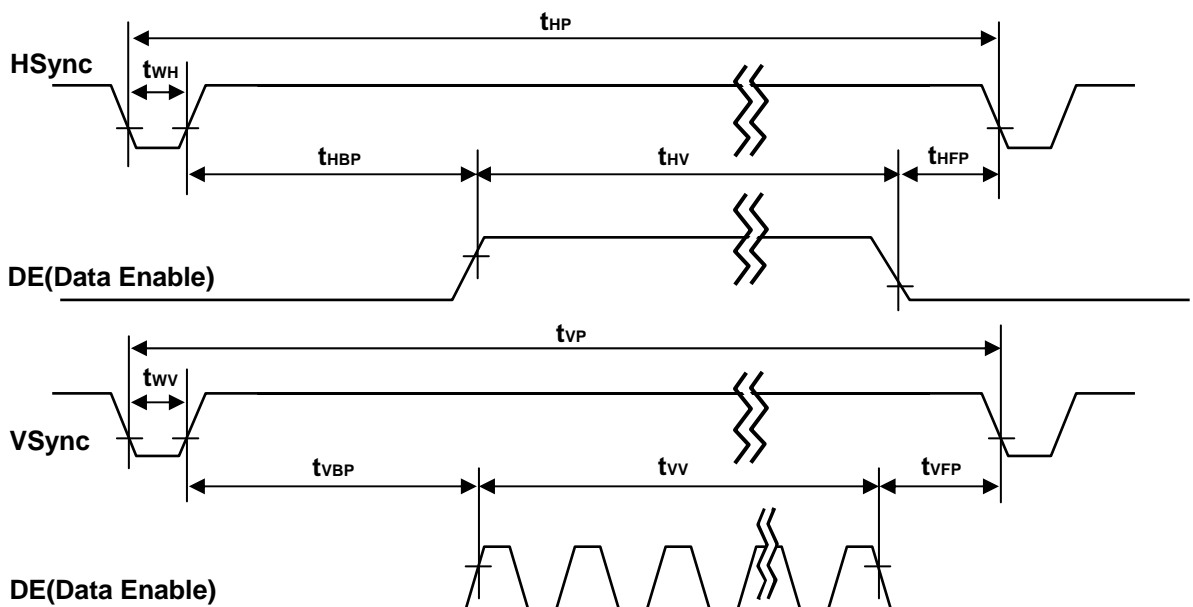 tHP
HSync
tWH
tHBP
tHV
tHFP
DE(Data Enable)
tVP
tWV
VSync
tVBP
tVV
tVFP
DE(Data Enable)